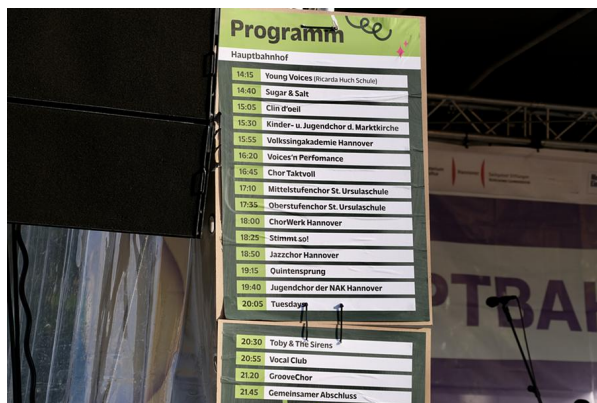 Programm
Hauptbahnhof
14:15 Young Voices (Ricarda Huch Schule)
14:40 Sugar & Salt
15:05 Clin d'oeil
15:30 Kinder- u. Jugendchor d. Marktkirche
15:55 Volkssingakademie Hannover
16:20 Voices'n Perfomance
16:45 Chor Taktvoll
17:10 Mittelstufenchor St. Ursulaschule
17:35 Oberstufenchor St. Ursulaschule
18:00 ChorWerk Hannover
18:25 Stimmt so!
18:50 Jazzchor Hannover
19:15 Quintensprung
19:40 Jugendchor der NAK Hannover
20:05 Tuesdays
20:30 Toby & The Sirens
20:55 Vocal Club
21.20 GrooveChor
21.45 Gemeinsamer Abschluss
PTBA